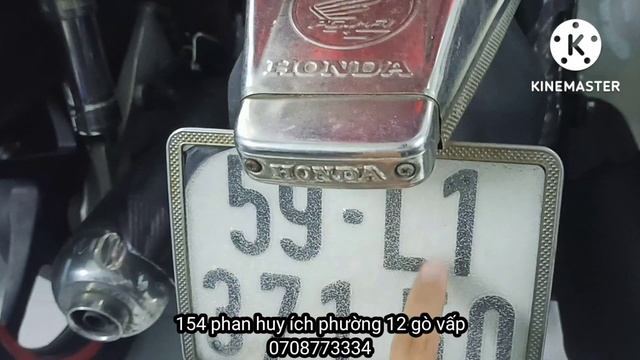 HONDA
KINEMASTER
HONDA
59-L1
154 phan huy ích phường 12 gò vấp
0708773334